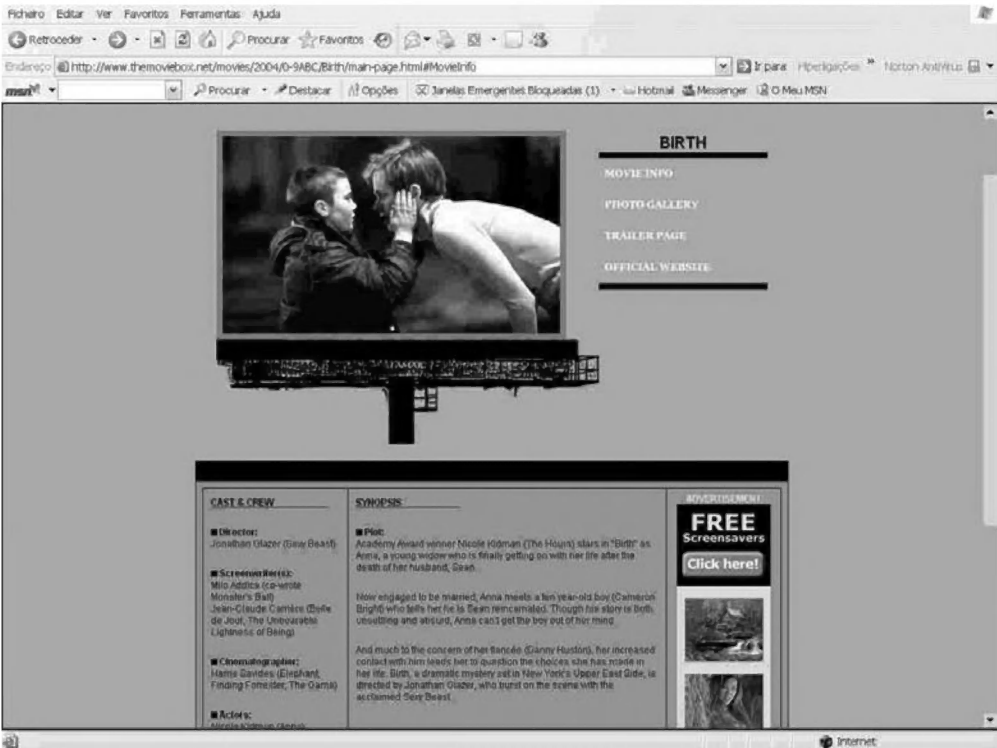 Ficheiro Editar Ver Favoritos Ferramentas Ajuda
Retroceder Procurar Favoritos
Endereço http://www.themoviebox.net/movies/2004/0-9ABC/Birth/main-page.html#MovieInfo Ir para Hiperligações » Norton AntiVirus
msn Procurar Destacar Opções Janelas Emergentes Bloqueadas (1) Hotmail Messenger O Meu MSN
BIRTH
MOVIE INFO
PHOTO GALLERY
TRAILER PAGE
OFFICIAL WEBSITE
CAST & CREW
Director:
Jonathan Glazer (Sexy Beast)
Screenwriter(s):
Milo Addica (co-wrote
Monster's Ball)
Jean-Claude Carrière (Belle
de Jour, The Unbearable
Lightness of Being)
Cinematographer:
Harris Savides (Elephant,
Finding Forrester, The Game)
Actors:
Nicole Kidman (Anna)
SYNOPSIS
Plot:
Academy Award winner Nicole Kidman (The Hours) stars in "Birth" as
Anna, a young widow who is finally getting on with her life after the
death of her husband, Sean.
Now engaged to be married, Anna meets a ten year-old boy (Cameron
Bright) who tells her he is Sean reincarnated. Though his story is both
unsettling and absurd, Anna can't get the boy out of her mind.
And much to the concern of her fiancée (Danny Huston), her increased
contact with him leads her to question the choices she has made in
her life. Birth, a dramatic mystery set in New York's Upper East Side, is
directed by Jonathan Glazer, who burst on the scene with the
acclaimed Sexy Beast.
ADVERTISEMENT
FREE
Screensavers
Click here!
Internet